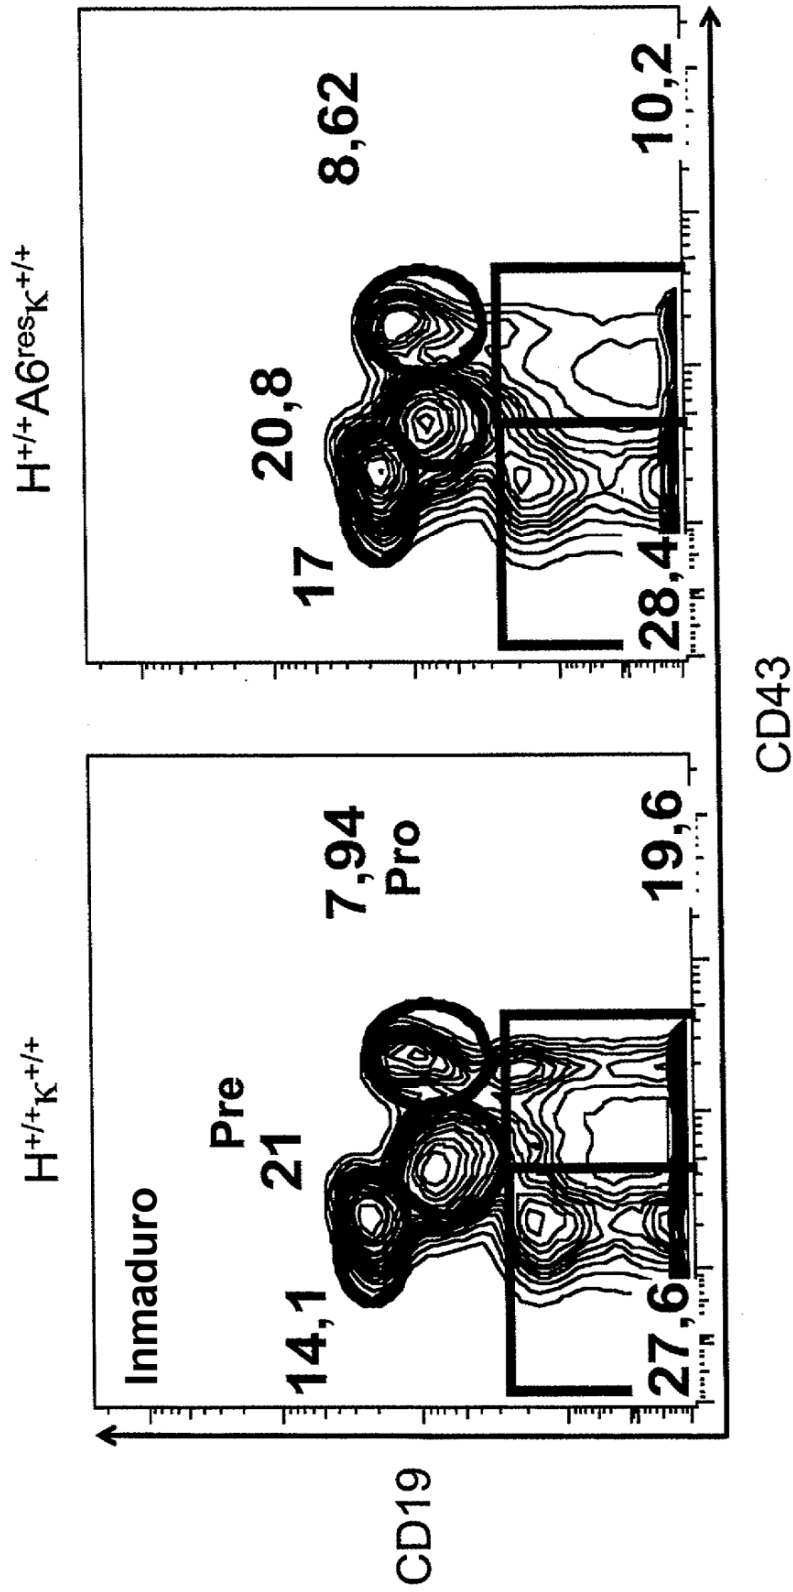 H+/+κ+/+
Inmaduro
Pre
14,1
21
7,94
Pro
27,6
19,6
H+/+A6resκ+/+
17
20,8
8,62
28,4
10,2
CD19
CD43